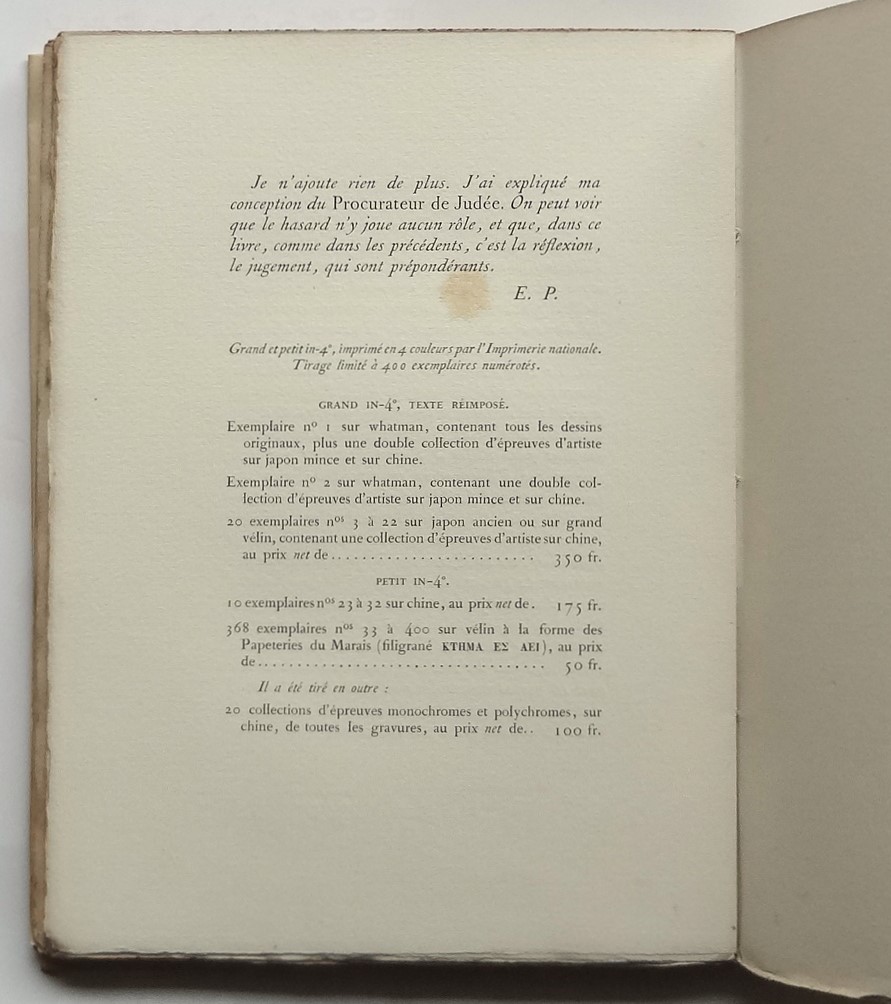 Je n'ajoute rien de plus. J'ai expliqué ma
conception du Procurateur de Judée. On peut voir
que le hasard n'y joue aucun rôle, et que, dans ce
livre, comme dans les précédents, c'est la réflexion,
le jugement, qui sont prépondérants.
E. P.
Grand et petit in-4°, imprimé en 4 couleurs par l'Imprimerie nationale.
Tirage limité à 400 exemplaires numérotés.
GRAND IN-4°, TEXTE RÉIMPOSÉ.
Exemplaire nº 1 sur whatman, contenant tous les dessins
originaux, plus une double collection d'épreuves d'artiste
sur japon mince et sur chine.
Exemplaire nº 2 sur whatman, contenant une double col-
lection d'épreuves d'artiste sur japon mince et sur chine.
20 exemplaires nos 3 à 22 sur japon ancien ou sur grand
vélin, contenant une collection d'épreuves d'artiste sur chine,
au prix net de ........................ 350 fr.
PETIT IN-4°.
10 exemplaires nos 23 à 32 sur chine, au prix net de. 175 fr.
368 exemplaires nos 33 à 400 sur vélin à la forme des
Papeteries du Marais (filigrané ΚΤΗΜΑ ΕΣ ΑΕΙ), au prix
de.................................. 50 fr.
Il a été tiré en outre :
20 collections d'épreuves monochromes et polychromes, sur
chine, de toutes les gravures, au prix net de.. 100 fr.